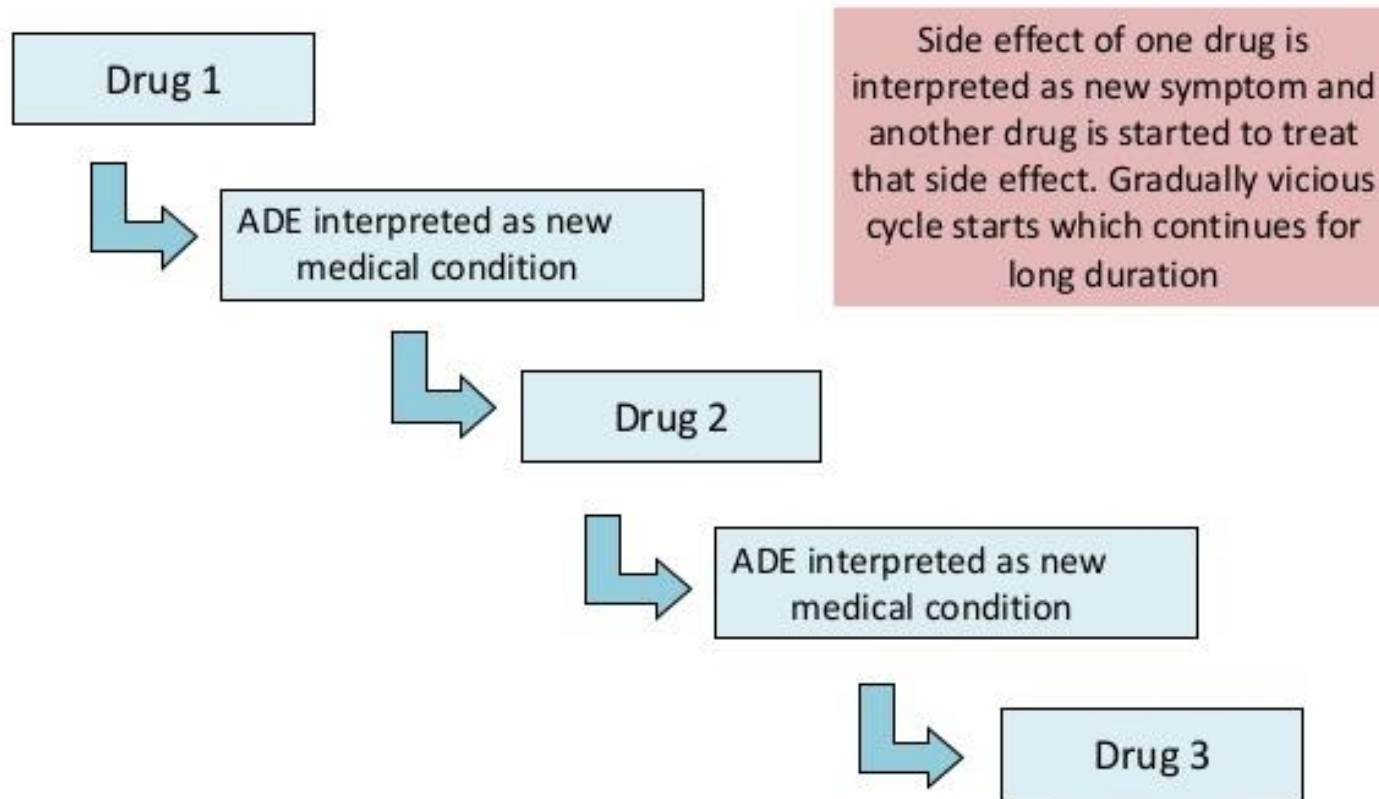 Drug 1
Side effect of one drug is
interpreted as new symptom and
another drug is started to treat
that side effect. Gradually vicious
cycle starts which continues for
long duration
ADE interpreted as new
medical condition
Drug 2
ADE interpreted as new
medical condition
Drug 3